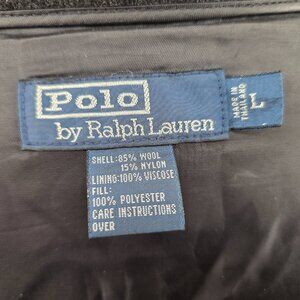 Polo
by Ralph Lauren
MADE IN
THAILAND
L
SHELL:85% WOOL
15% NYLON
LINING:100% VISCOSE
FILL:
100% POLYESTER
CARE INSTRUCTIONS
OVER